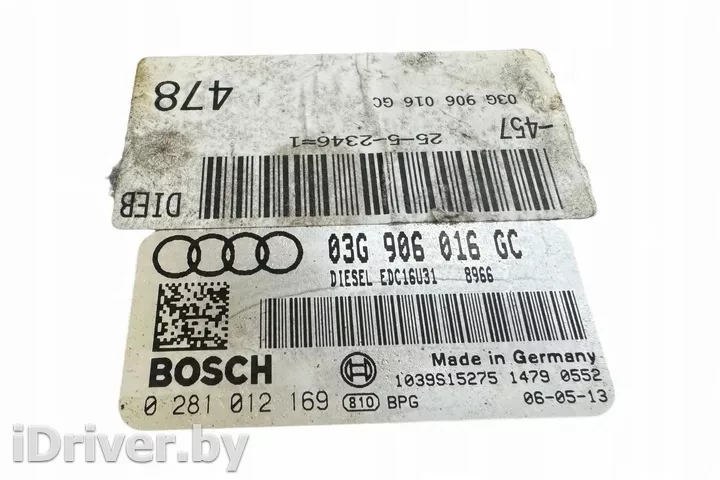 478
03G 906 016 GC
-457
25-5-2346=1
DIEB
03G 906 016 GC
DIESEL EDC16U31 8966
BOSCH
Made in Germany
1039S15275 1479 0552
0 281 012 169 810 BPG 06-05-13
iDriver.by